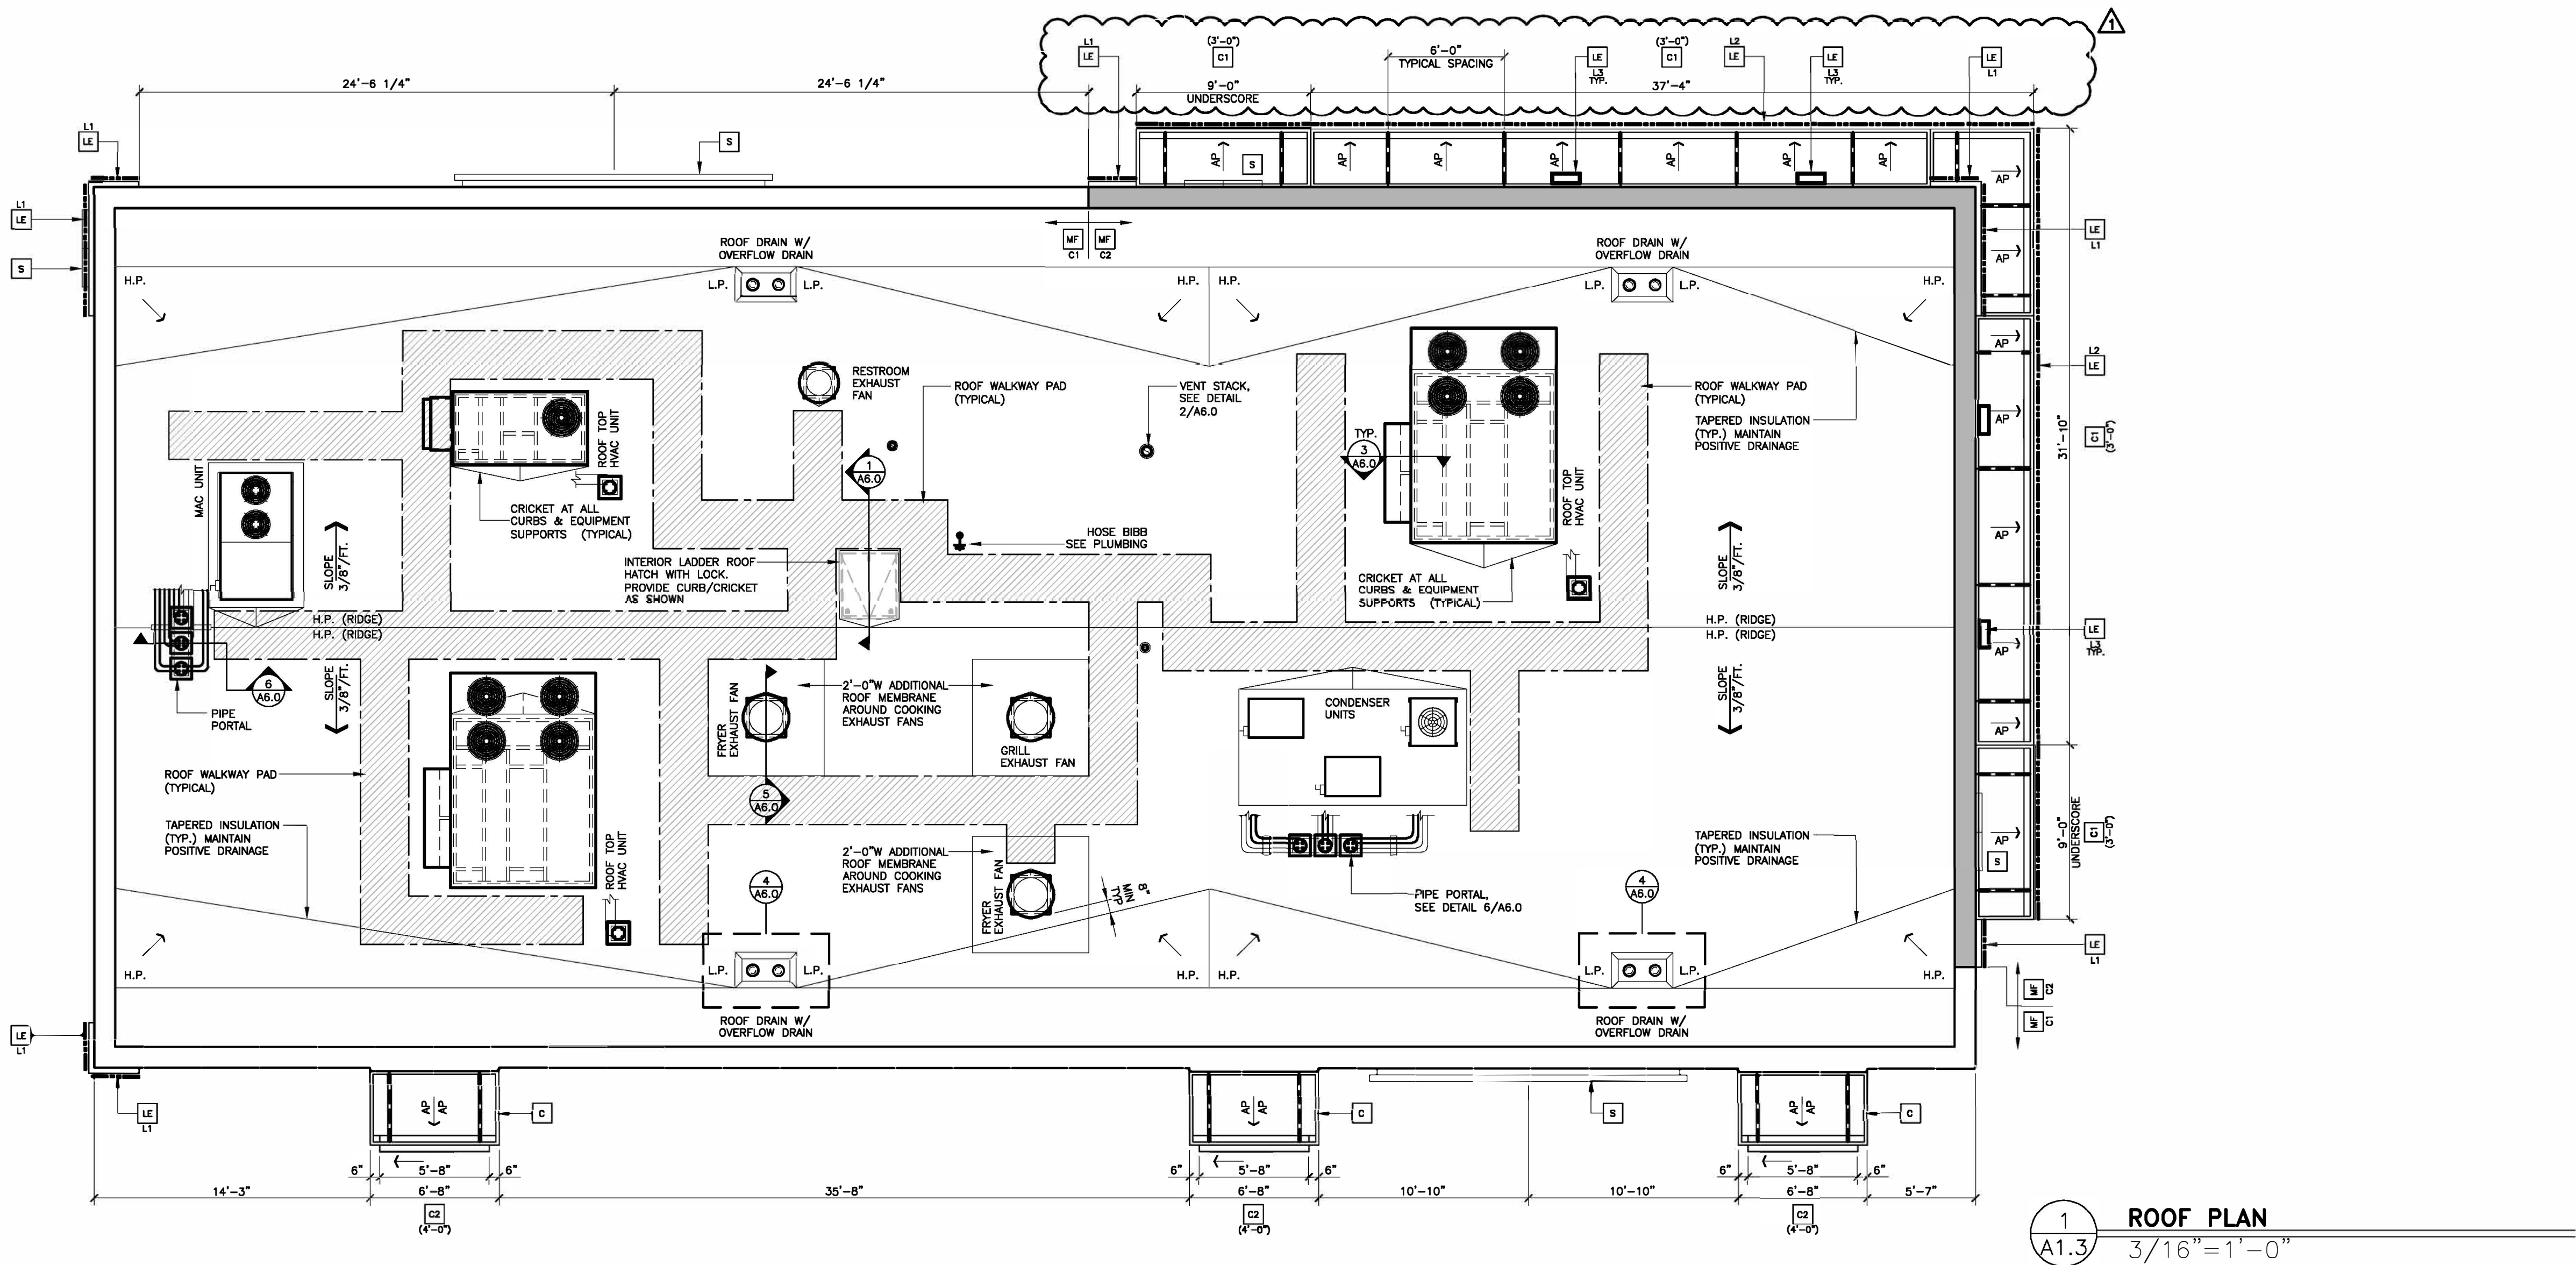 1
L1
LE
(3'-0")
C1
6'-0"
TYPICAL SPACING
LE
L3
TYP.
(3'-0")
C1
L2
LE
LE
L3
TYP.
LE
L1
24'-6 1/4"
24'-6 1/4"
9'-0"
UNDERSCORE
37'-4"
L1
LE
S
AP
S
AP
AP
AP
AP
AP
AP
AP
L1
LE
S
MF
C1
MF
C2
LE
L1
AP
ROOF DRAIN W/
OVERFLOW DRAIN
ROOF DRAIN W/
OVERFLOW DRAIN
H.P.
L.P.
L.P.
H.P.
H.P.
L.P.
L.P.
H.P.
AP
L2
LE
RESTROOM
EXHAUST
FAN
ROOF WALKWAY PAD
(TYPICAL)
VENT STACK,
SEE DETAIL
2/A6.0
ROOF WALKWAY PAD
(TYPICAL)
TAPERED INSULATION
(TYP.) MAINTAIN
POSITIVE DRAINAGE
AP
C1
(3'-0")
31'-10"
MAC UNIT
ROOF TOP
HVAC UNIT
1
A6.0
TYP.
3
A6.0
ROOF TOP
HVAC UNIT
CRICKET AT ALL
CURBS & EQUIPMENT
SUPPORTS (TYPICAL)
HOSE BIBB
SEE PLUMBING
AP
SLOPE
3/8"/FT.
INTERIOR LADDER ROOF
HATCH WITH LOCK.
PROVIDE CURB/CRICKET
AS SHOWN
CRICKET AT ALL
CURBS & EQUIPMENT
SUPPORTS (TYPICAL)
SLOPE
3/8"/FT.
H.P. (RIDGE)
H.P. (RIDGE)
H.P. (RIDGE)
H.P. (RIDGE)
LE
L3
TYP.
AP
6
A6.0
SLOPE
3/8"/FT.
PIPE
PORTAL
FRYER
EXHAUST FAN
2'-0"W ADDITIONAL
ROOF MEMBRANE
AROUND COOKING
EXHAUST FANS
GRILL
EXHAUST FAN
CONDENSER
UNITS
SLOPE
3/8"/FT.
AP
ROOF WALKWAY PAD
(TYPICAL)
5
A6.0
TAPERED INSULATION
(TYP.) MAINTAIN
POSITIVE DRAINAGE
ROOF TOP
HVAC UNIT
2'-0"W ADDITIONAL
ROOF MEMBRANE
AROUND COOKING
EXHAUST FANS
FRYER
EXHAUST FAN
8"
MIN
TYP
TAPERED INSULATION
(TYP.) MAINTAIN
POSITIVE DRAINAGE
AP
S
9'-0"
UNDERSCORE
C1
(3'-0")
4
A6.0
PIPE PORTAL,
SEE DETAIL 6/A6.0
4
A6.0
LE
L1
H.P.
L.P.
L.P.
H.P.
H.P.
L.P.
L.P.
H.P.
MF
C2
MF
C1
ROOF DRAIN W/
OVERFLOW DRAIN
ROOF DRAIN W/
OVERFLOW DRAIN
LE
L1
LE
L1
AP
AP
C
AP
AP
C
S
AP
AP
C
6"
5'-8"
6"
6"
5'-8"
6"
6"
5'-8"
6"
14'-3"
6'-8"
35'-8"
6'-8"
10'-10"
10'-10"
6'-8"
5'-7"
C2
(4'-0")
C2
(4'-0")
C2
(4'-0")
1
A1.3
ROOF PLAN
3/16"=1'-0"